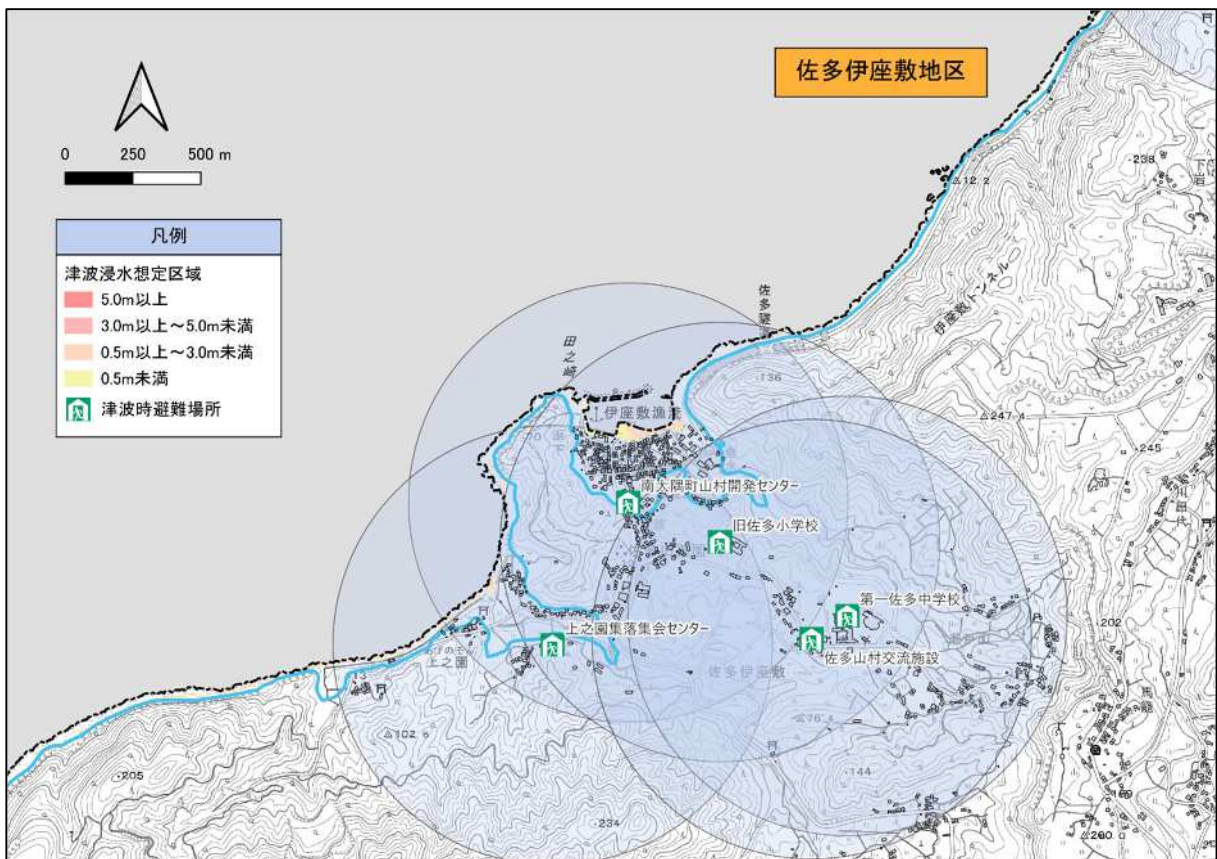 佐多伊座敷地区
0 250 500 m
凡例
津波浸水想定区域
5.0m以上
3.0m以上～5.0m未満
0.5m以上～3.0m未満
0.5m未満
津波時避難場所
-238
△12.2
伊座敷トンネル
田之崎
-136
伊座敷漁港
△247.4
-245
-70
南大隅町山村開発センター
旧佐多小学校
第一佐多中学校
202
上之園集落集会センター
上之園
佐多山村交流施設
佐多伊座敷
馬籠
△102.6
-205
-144
-234